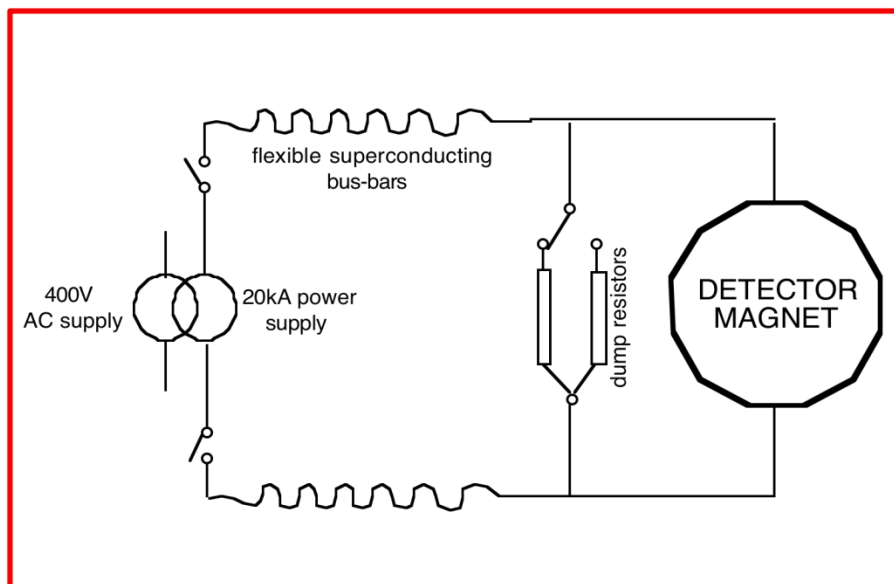 flexible superconducting
bus-bars
400V
AC supply
20kA power
supply
dump resistors
DETECTOR
MAGNET